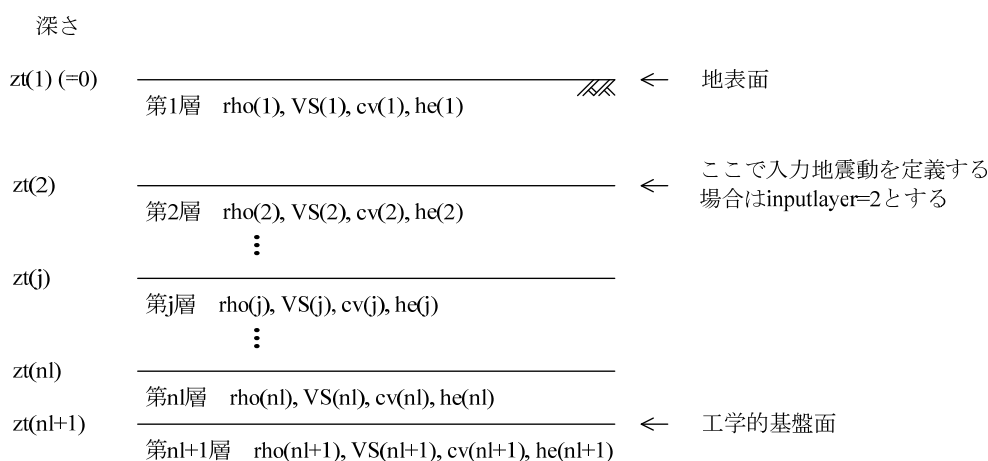 深さ
zt(1) (=0)
地表面
第1層 rho(1), VS(1), cv(1), he(1)
zt(2)
ここで入力地震動を定義する
場合はinputlayer=2とする
第2層 rho(2), VS(2), cv(2), he(2)
zt(j)
第j層 rho(j), VS(j), cv(j), he(j)
zt(nl)
第nl層 rho(nl), VS(nl), cv(nl), he(nl)
zt(nl+1)
工学的基盤面
第nl+1層 rho(nl+1), VS(nl+1), cv(nl+1), he(nl+1)